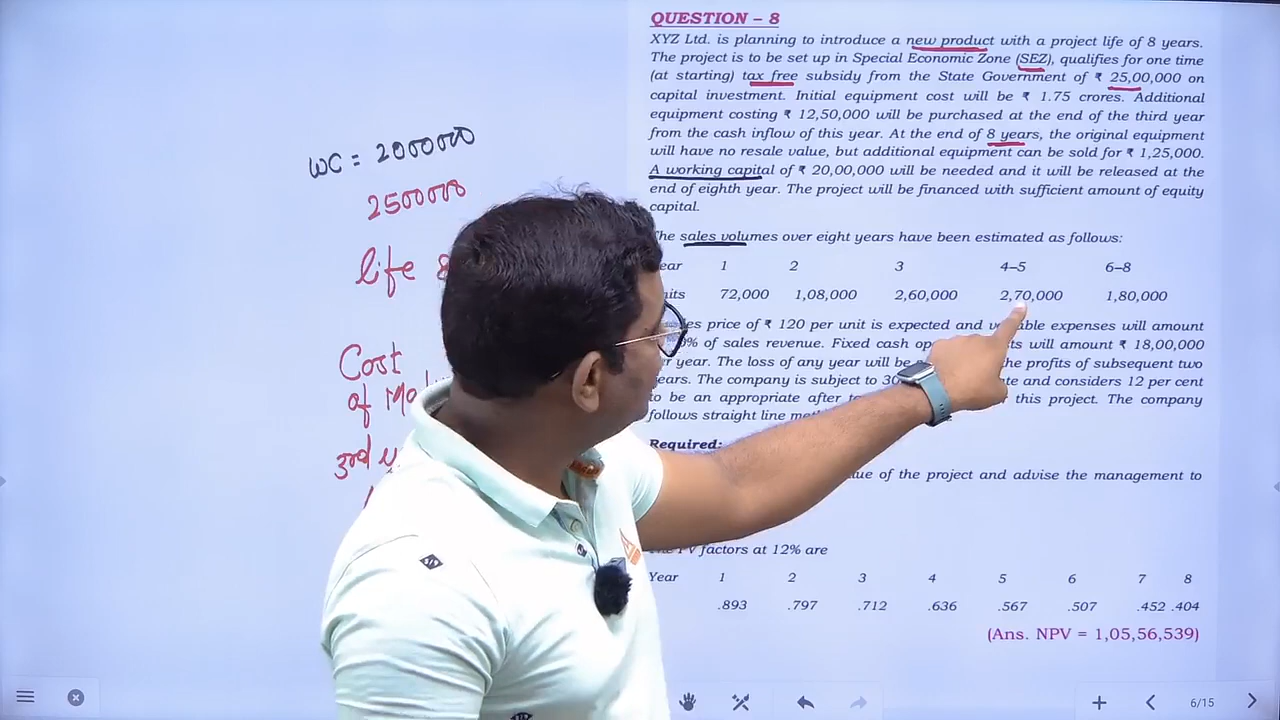 QUESTION – 8
XYZ Ltd. is planning to introduce a new product with a project life of 8 years.
The project is to be set up in Special Economic Zone (SEZ), qualifies for one time
(at starting) tax free subsidy from the State Government of ₹ 25,00,000 on
capital investment. Initial equipment cost will be ₹ 1.75 crores. Additional
equipment costing ₹ 12,50,000 will be purchased at the end of the third year
from the cash inflow of this year. At the end of 8 years, the original equipment
will have no resale value, but additional equipment can be sold for ₹ 1,25,000.
A working capital of ₹ 20,00,000 will be needed and it will be released at the
end of eighth year. The project will be financed with sufficient amount of equity
capital.
The sales volumes over eight years have been estimated as follows:
1 2 3 4–5 6–8
72,000 1,08,000 2,60,000 2,70,000 1,80,000
price of ₹ 120 per unit is expected and expenses will amount
of sales revenue. Fixed cash will amount ₹ 18,00,000
year. The loss of any year will be the profits of subsequent two
years. The company is subject to and considers 12 per cent
to be an appropriate after this project. The company
follows straight line
Required:
of the project and advise the management to
PV factors at 12% are
Year 1 2 3 4 5 6 7 8
.893 .797 .712 .636 .567 .507 .452 .404
(Ans. NPV = 1,05,56,539)
WC = 2000000
2500000
life
Cost
of
3rd
6/15